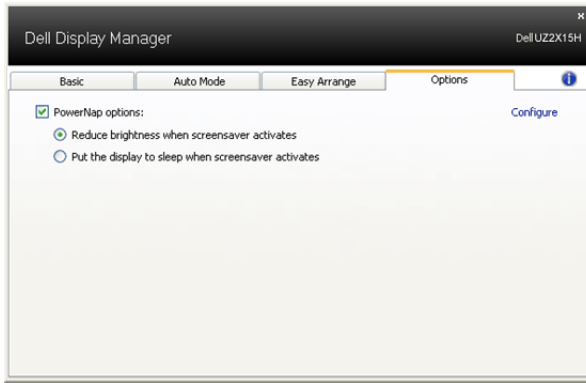 Dell Display Manager
Dell UZ2X15H
Basic
Auto Mode
Easy Arrange
Options
PowerNap options:
Configure
Reduce brightness when screensaver activates
Put the display to sleep when screensaver activates